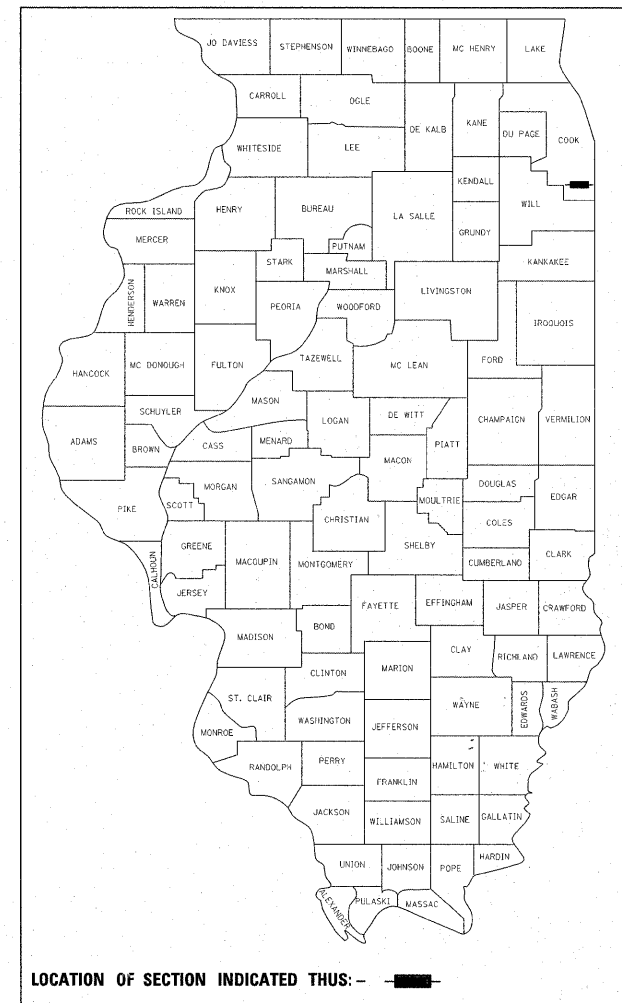 JO DAVIESS
STEPHENSON
WINNEBAGO
BOONE
MC HENRY
LAKE
CARROLL
OGLE
DE KALB
KANE
DU PAGE
COOK
WHITESIDE
LEE
KENDALL
WILL
ROCK ISLAND
HENRY
BUREAU
LA SALLE
GRUNDY
MERCER
PUTNAM
KANKAKEE
HENDERSON
WARREN
KNOX
STARK
MARSHALL
LIVINGSTON
PEORIA
WOODFORD
IROQUOIS
HANCOCK
MC DONOUGH
FULTON
TAZEWELL
MC LEAN
FORD
MASON
SCHUYLER
LOGAN
DE WITT
CHAMPAIGN
VERMILION
ADAMS
BROWN
CASS
MENARD
MACON
PIATT
PIKE
SCOTT
MORGAN
SANGAMON
CHRISTIAN
MOULTRIE
DOUGLAS
EDGAR
COLES
CALHOUN
GREENE
MACOUPIN
MONTGOMERY
SHELBY
CUMBERLAND
CLARK
JERSEY
FAYETTE
EFFINGHAM
JASPER
CRAWFORD
MADISON
BOND
CLAY
RICHLAND
LAWRENCE
CLINTON
MARION
ST. CLAIR
WAYNE
EDWARDS
WABASH
WASHINGTON
MONROE
JEFFERSON
RANDOLPH
PERRY
HAMILTON
WHITE
FRANKLIN
JACKSON
WILLIAMSON
SALINE
GALLATIN
UNION
JOHNSON
POPE
HARDIN
ALEXANDER
PULASKI
MASSAC
LOCATION OF SECTION INDICATED THUS: -